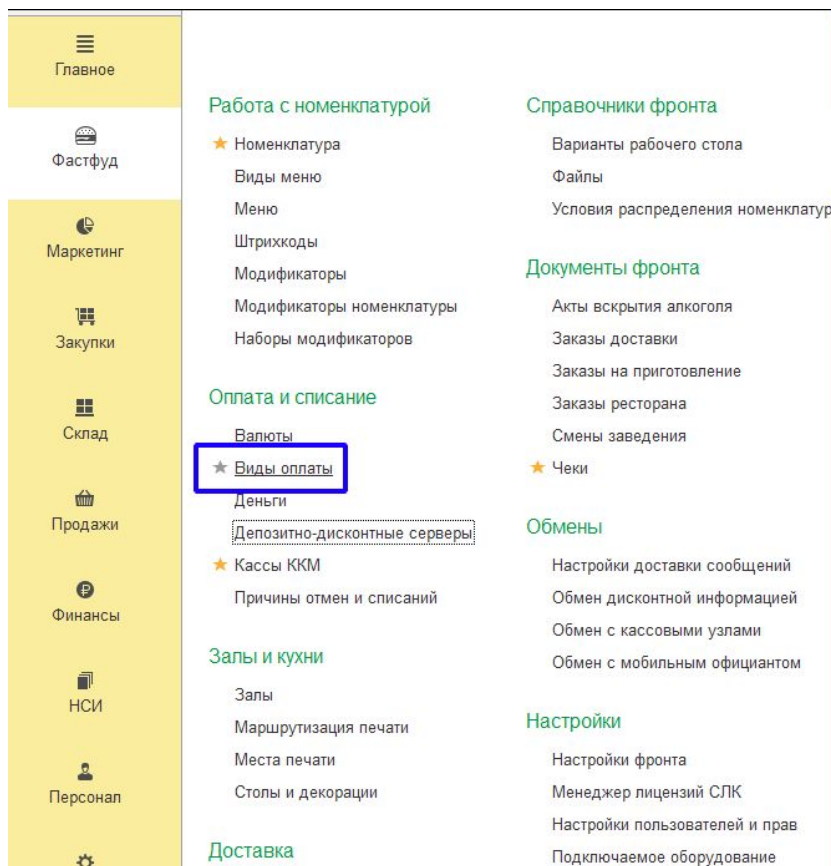 Главное
Фастфуд
Маркетинг
Закупки
Склад
Продажи
Финансы
НСИ
Персонал
Работа с номенклатурой
Номенклатура
Виды меню
Меню
Штрихкоды
Модификаторы
Модификаторы номенклатуры
Наборы модификаторов
Оплата и списание
Валюты
Виды оплаты
Деньги
Депозитно-дисконтные серверы
Кассы ККМ
Причины отмен и списаний
Залы и кухни
Залы
Маршрутизация печати
Места печати
Столы и декорации
Доставка
Справочники фронта
Варианты рабочего стола
Файлы
Условия распределения номенклатур
Документы фронта
Акты вскрытия алкоголя
Заказы доставки
Заказы на приготовление
Заказы ресторана
Смены заведения
Чеки
Обмены
Настройки доставки сообщений
Обмен дисконтной информацией
Обмен с кассовыми узлами
Обмен с мобильным официантом
Настройки
Настройки фронта
Менеджер лицензий СЛК
Настройки пользователей и прав
Подключаемое оборудование